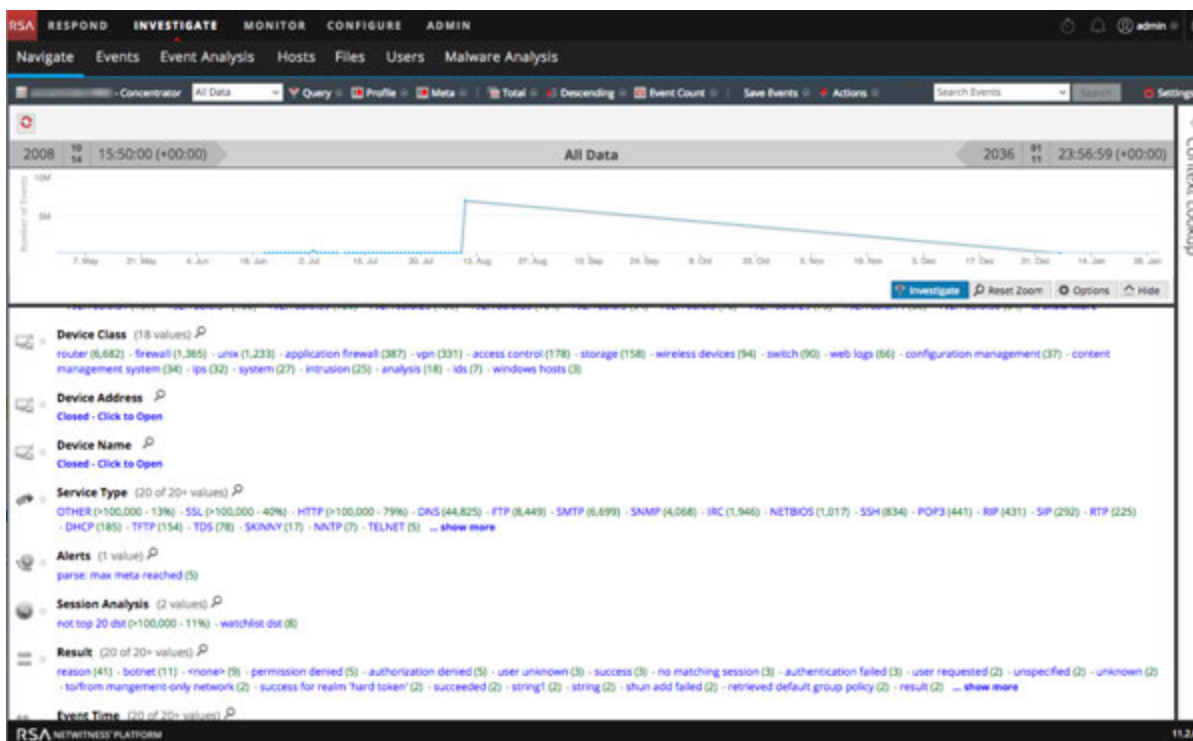 RSA RESPOND INVESTIGATE MONITOR CONFIGURE ADMIN admin
Navigate Events Event Analysis Hosts Files Users Malware Analysis
- Concentrator All Data Query Profile Meta Total Descending Event Count Save Events Actions Search Events Search Settings
2008 10 14 15:50:00 (+00:00) All Data 2036 01 11 23:56:59 (+00:00)
Context Lookup
Number of Events
10M
5M
7. May 21. May 4. Jun 18. Jun 2. Jul 16. Jul 30. Jul 13. Aug 27. Aug 10. Sep 24. Sep 8. Oct 22. Oct 5. Nov 19. Nov 3. Dec 17. Dec 31. Dec 14. Jan 28. Jan
Investigate Reset Zoom Options Hide
Device Class (18 values)
router (6,682) - firewall (1,365) - unix (1,233) - application firewall (387) - vpn (331) - access control (178) - storage (158) - wireless devices (94) - switch (90) - web logs (66) - configuration management (37) - content
management system (34) - ips (32) - system (27) - intrusion (25) - analysis (18) - ids (7) - windows hosts (3)
Device Address
Closed - Click to Open
Device Name
Closed - Click to Open
Service Type (20 of 20+ values)
OTHER (>100,000 - 13%) - SSL (>100,000 - 40%) - HTTP (>100,000 - 79%) - DNS (44,825) - FTP (8,449) - SMTP (6,699) - SNMP (4,068) - IRC (1,946) - NETBIOS (1,017) - SSH (834) - POP3 (441) - RIP (431) - SIP (292) - RTP (225)
- DHCP (185) - TFTP (154) - TDS (78) - SKINNY (17) - NNTP (7) - TELNET (5) ... show more
Alerts (1 value)
parse: max meta reached (5)
Session Analysis (2 values)
not top 20 dst (>100,000 - 11%) - watchlist dst (8)
Result (20 of 20+ values)
reason (41) - botnet (11) - <none> (9) - permission denied (5) - authorization denied (5) - user unknown (3) - success (3) - no matching session (3) - authentication failed (3) - user requested (2) - unspecified (2) - unknown (2)
- to/from mangement-only network (2) - success for realm 'hard token' (2) - succeeded (2) - string1 (2) - string (2) - shun add failed (2) - retrieved default group policy (2) - result (2) ... show more
Event Time (20 of 20+ values)
RSA NETWITNESS PLATFORM 11.2